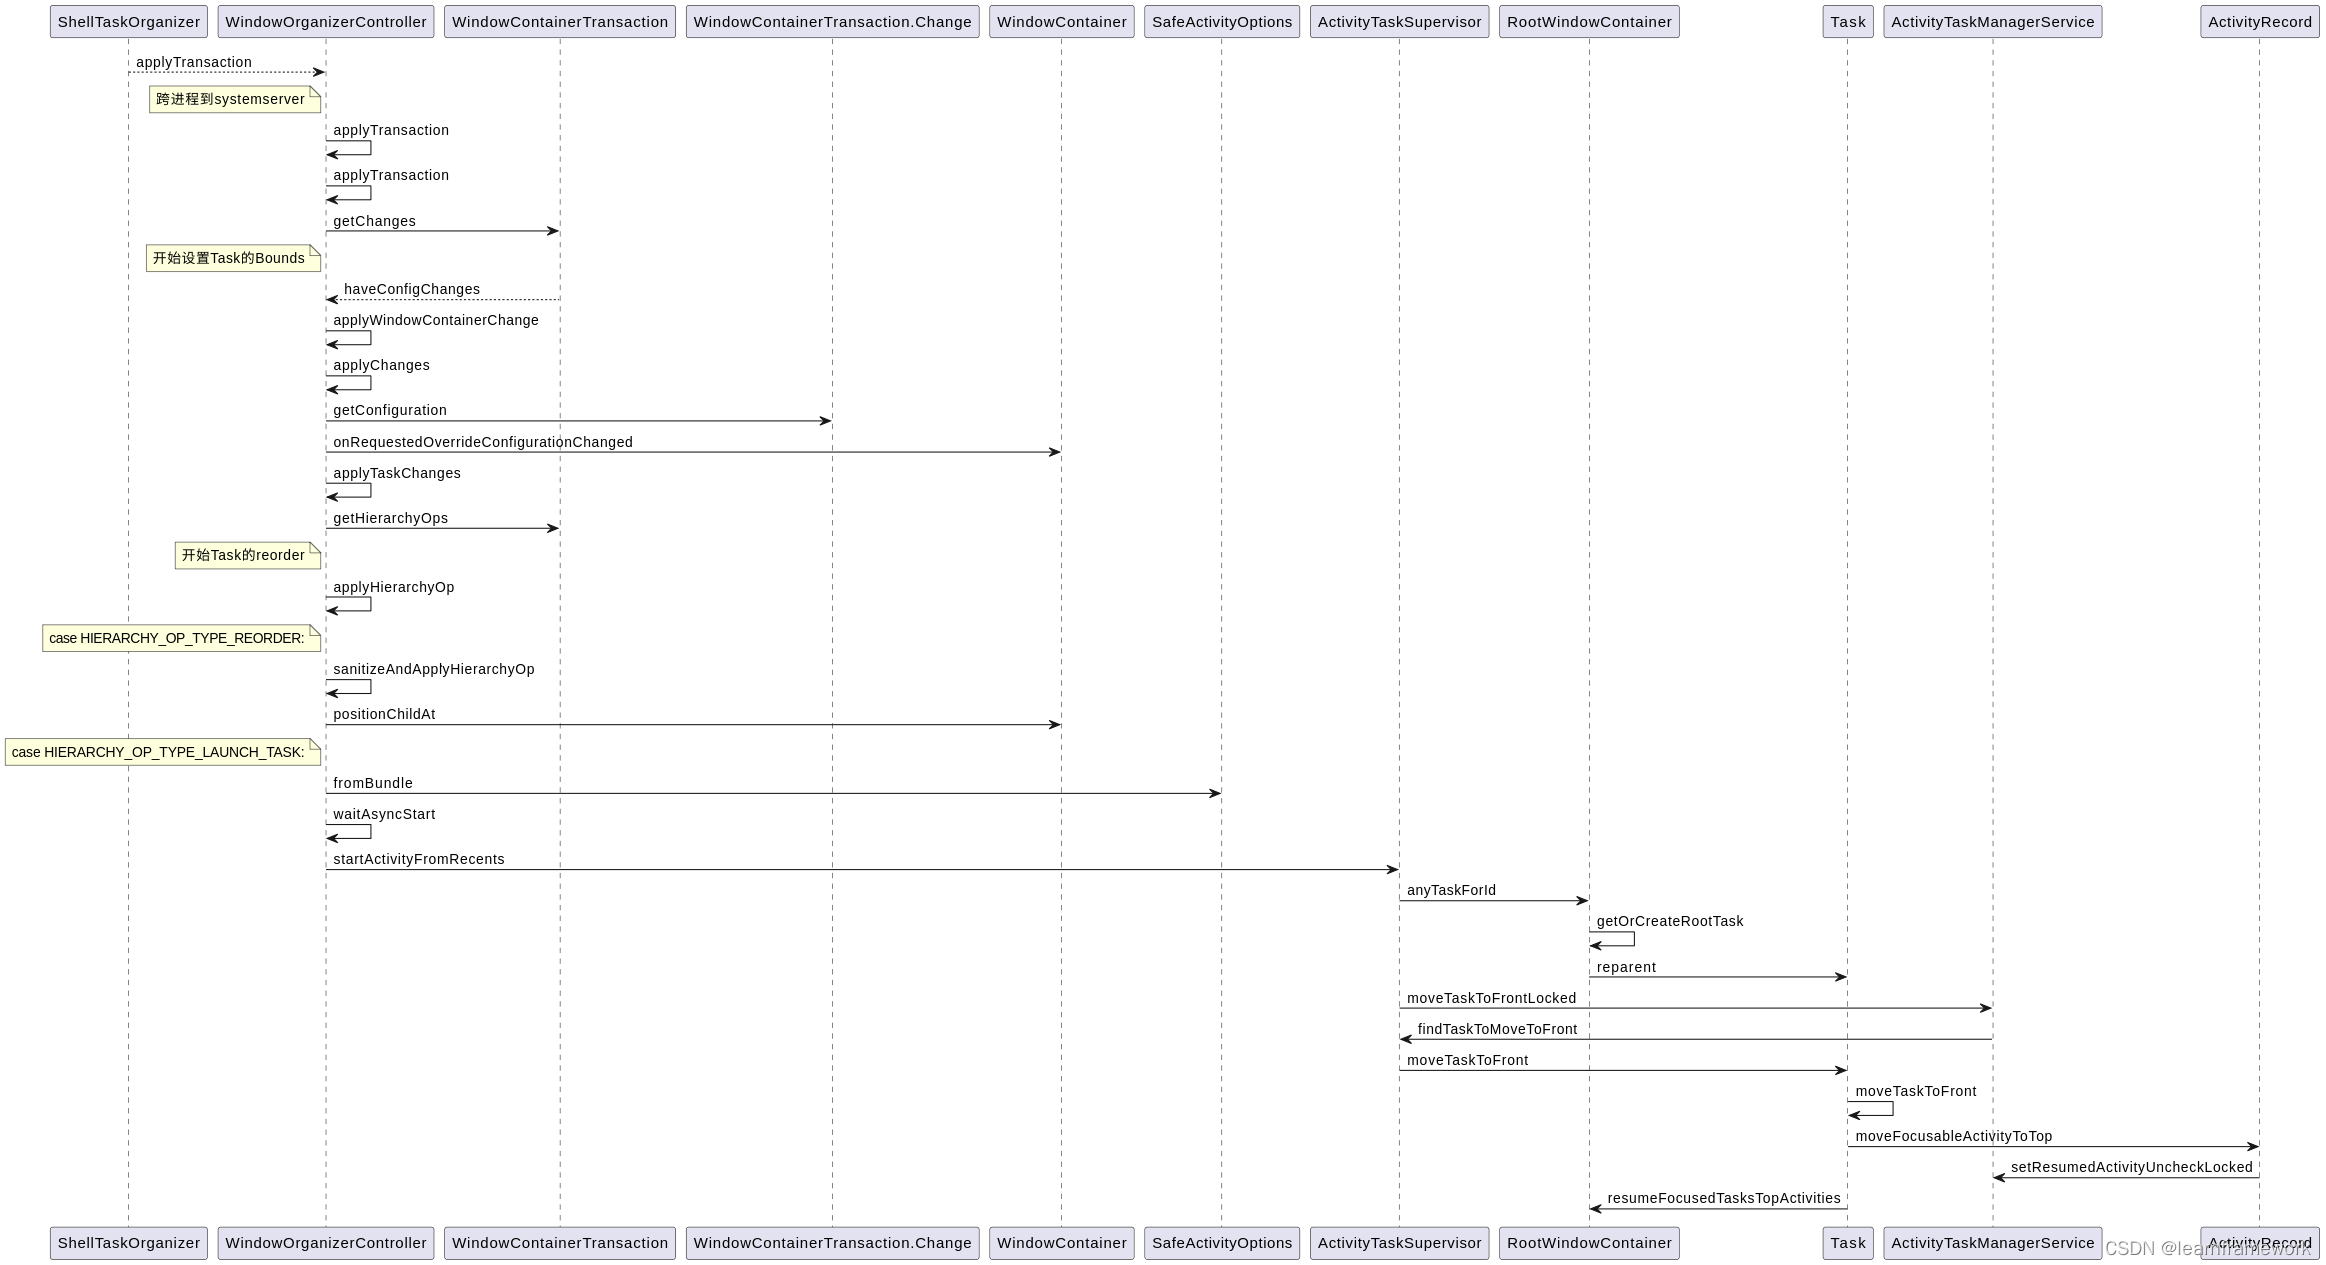 ShellTaskOrganizer
WindowOrganizerController
WindowContainerTransaction
WindowContainerTransaction.Change
WindowContainer
SafeActivityOptions
ActivityTaskSupervisor
RootWindowContainer
Task
ActivityTaskManagerService
ActivityRecord
applyTransaction
跨进程到systemserver
applyTransaction
applyTransaction
getChanges
开始设置Task的Bounds
haveConfigChanges
applyWindowContainerChange
applyChanges
getConfiguration
onRequestedOverrideConfigurationChanged
applyTaskChanges
getHierarchyOps
开始Task的reorder
applyHierarchyOp
case HIERARCHY_OP_TYPE_REORDER:
sanitizeAndApplyHierarchyOp
positionChildAt
case HIERARCHY_OP_TYPE_LAUNCH_TASK:
fromBundle
waitAsyncStart
startActivityFromRecents
anyTaskForId
getOrCreateRootTask
reparent
moveTaskToFrontLocked
findTaskToMoveToFront
moveTaskToFront
moveTaskToFront
moveFocusableActivityToTop
setResumedActivityUncheckLocked
resumeFocusedTasksTopActivities
ShellTaskOrganizer
WindowOrganizerController
WindowContainerTransaction
WindowContainerTransaction.Change
WindowContainer
SafeActivityOptions
ActivityTaskSupervisor
RootWindowContainer
Task
ActivityTaskManagerService
ActivityRecord
CSDN @learnframework